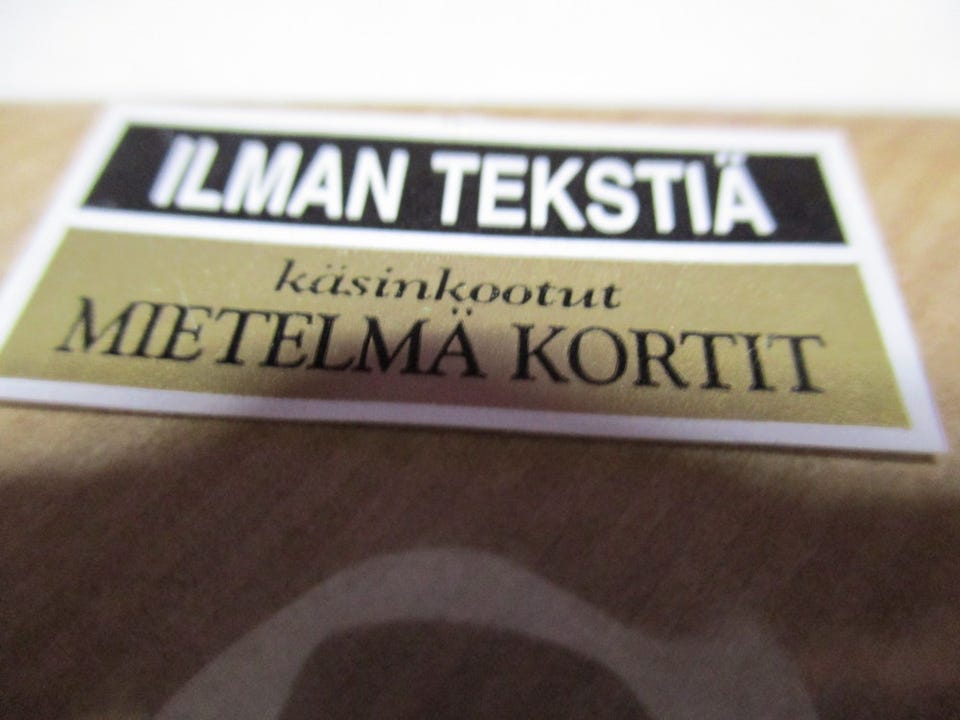 ILMAN TEKSTIÄ
käsinkootut
MIETELMÄ KORTIT